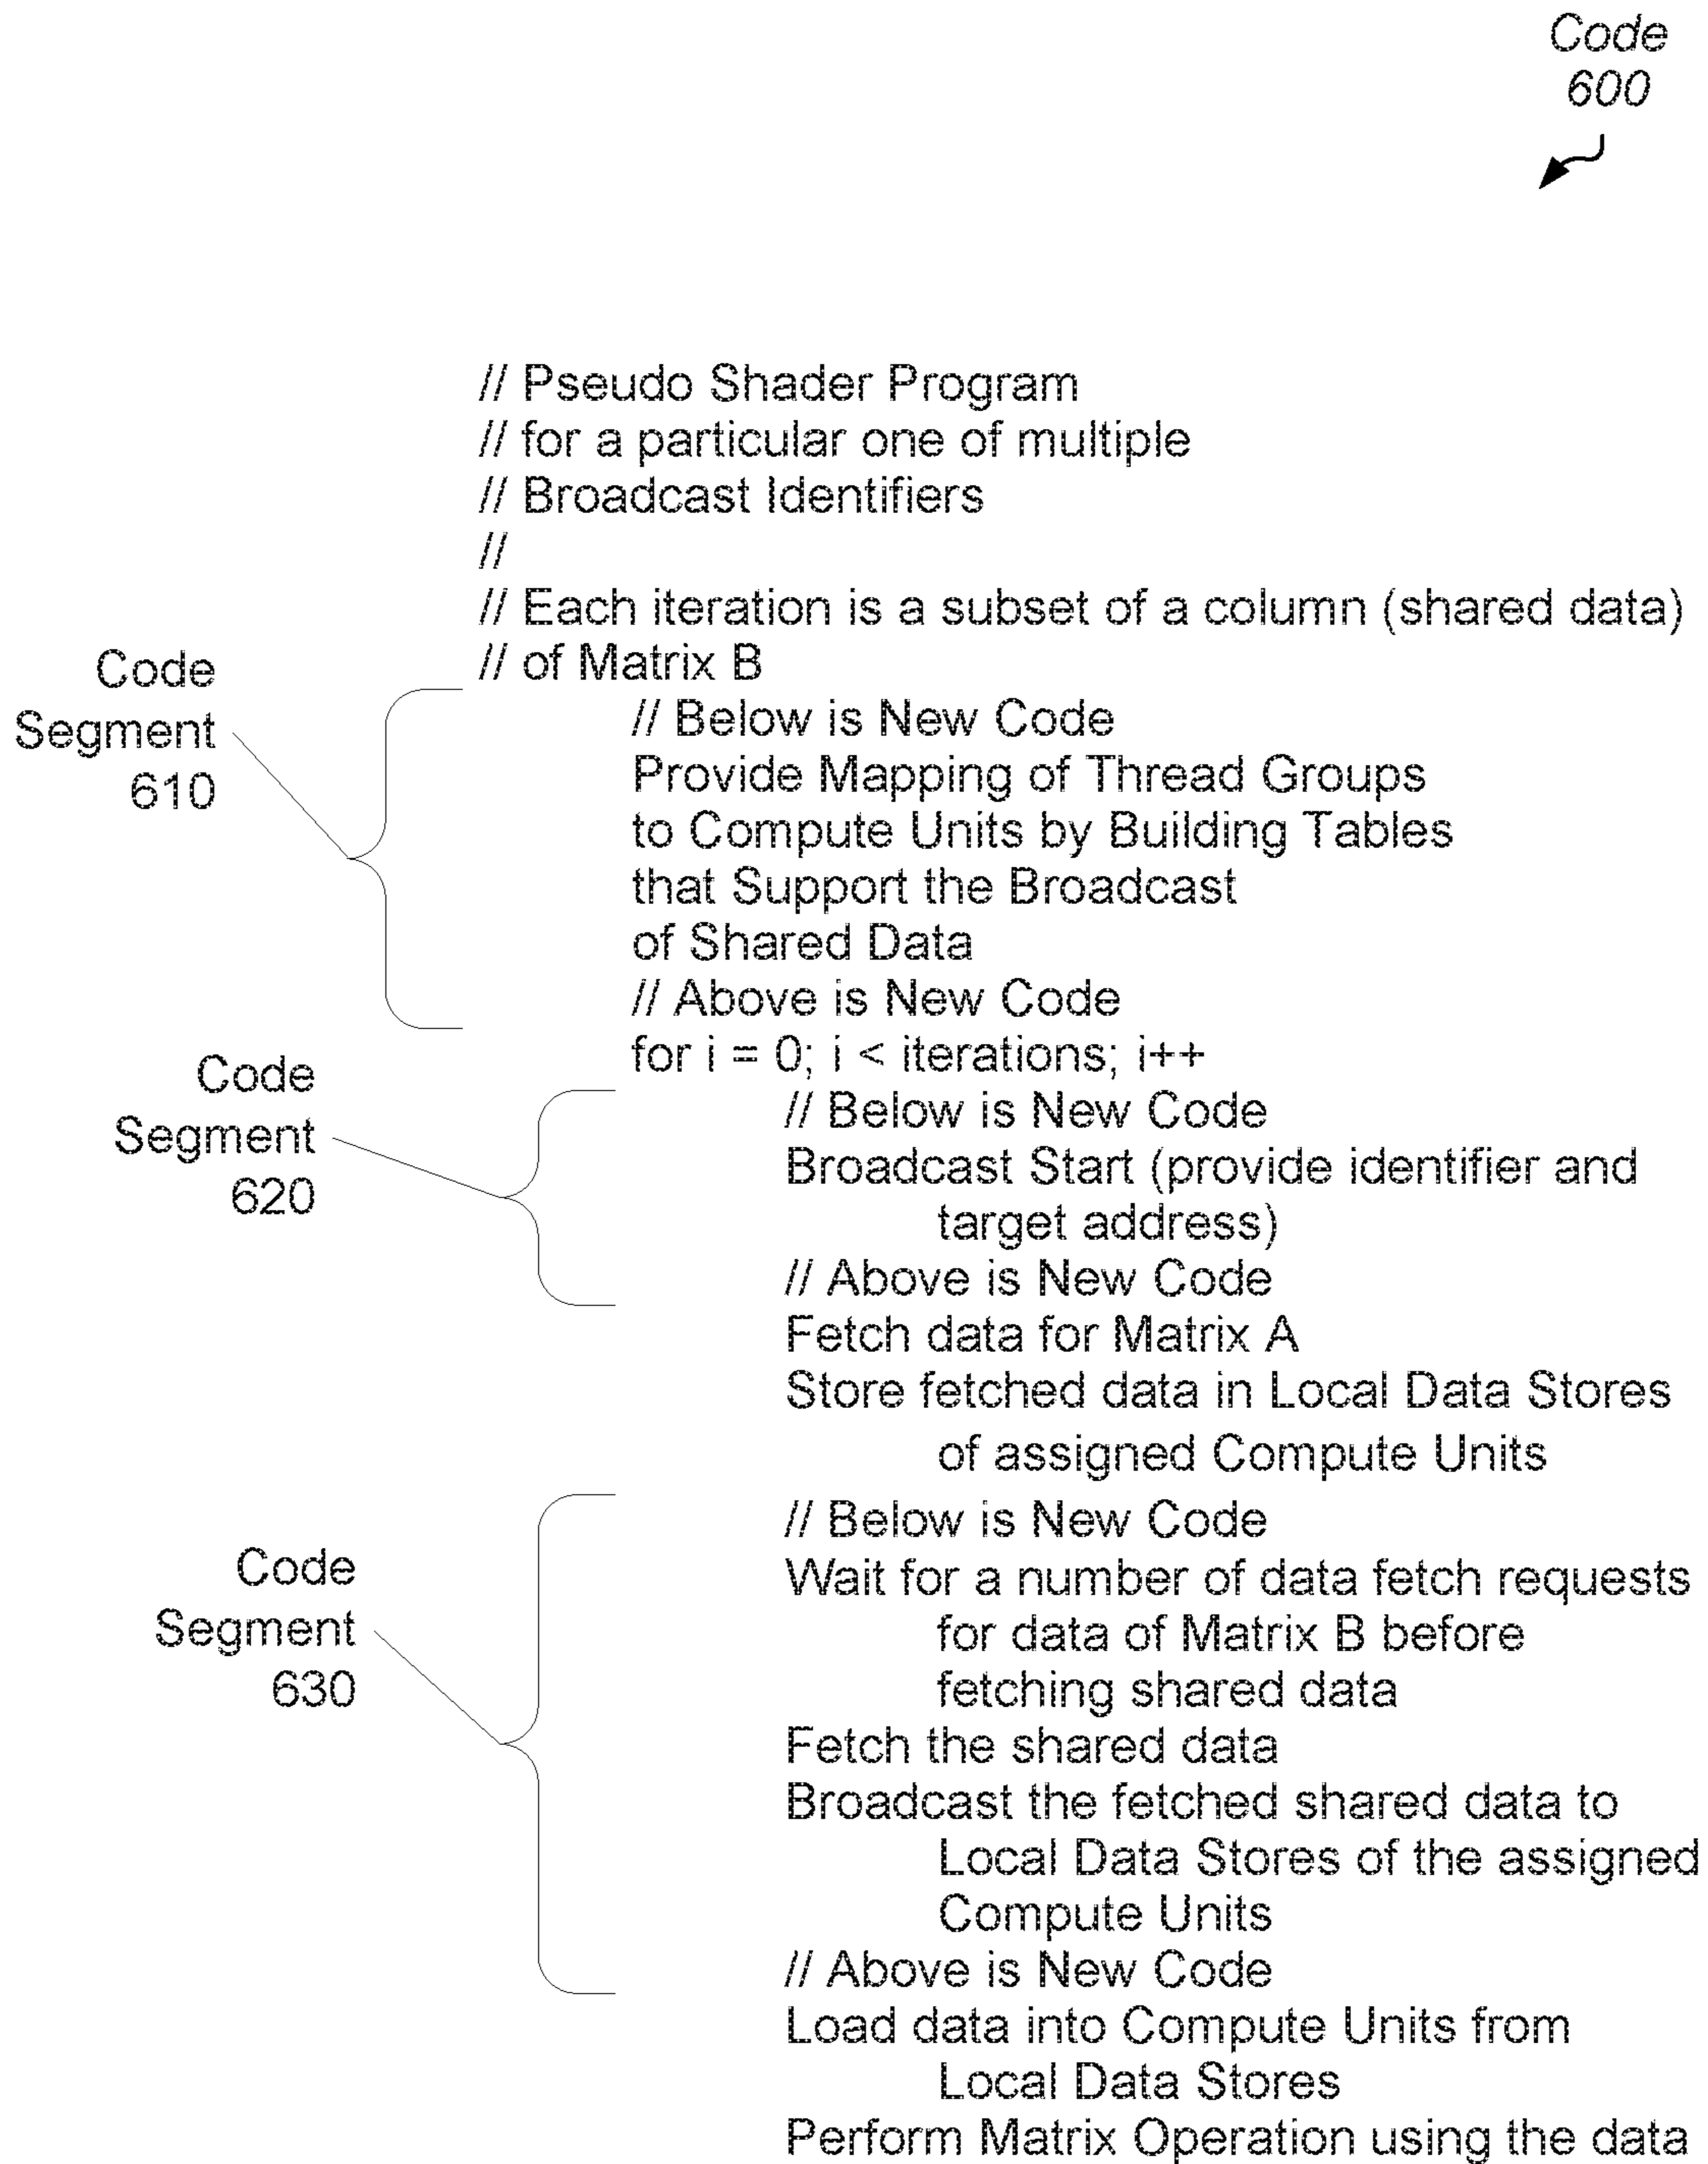 Code
600
// Pseudo Shader Program
// for a particular one of multiple
// Broadcast Identifiers
//
// Each iteration is a subset of a column (shared data)
// of Matrix B
Code
Segment
610
// Below is New Code
Provide Mapping of Thread Groups
to Compute Units by Building Tables
that Support the Broadcast
of Shared Data
// Above is New Code
for i = 0; i < iterations; i++
Code
Segment
620
// Below is New Code
Broadcast Start (provide identifier and
target address)
// Above is New Code
Fetch data for Matrix A
Store fetched data in Local Data Stores
of assigned Compute Units
Code
Segment
630
// Below is New Code
Wait for a number of data fetch requests
for data of Matrix B before
fetching shared data
Fetch the shared data
Broadcast the fetched shared data to
Local Data Stores of the assigned
Compute Units
// Above is New Code
Load data into Compute Units from
Local Data Stores
Perform Matrix Operation using the data